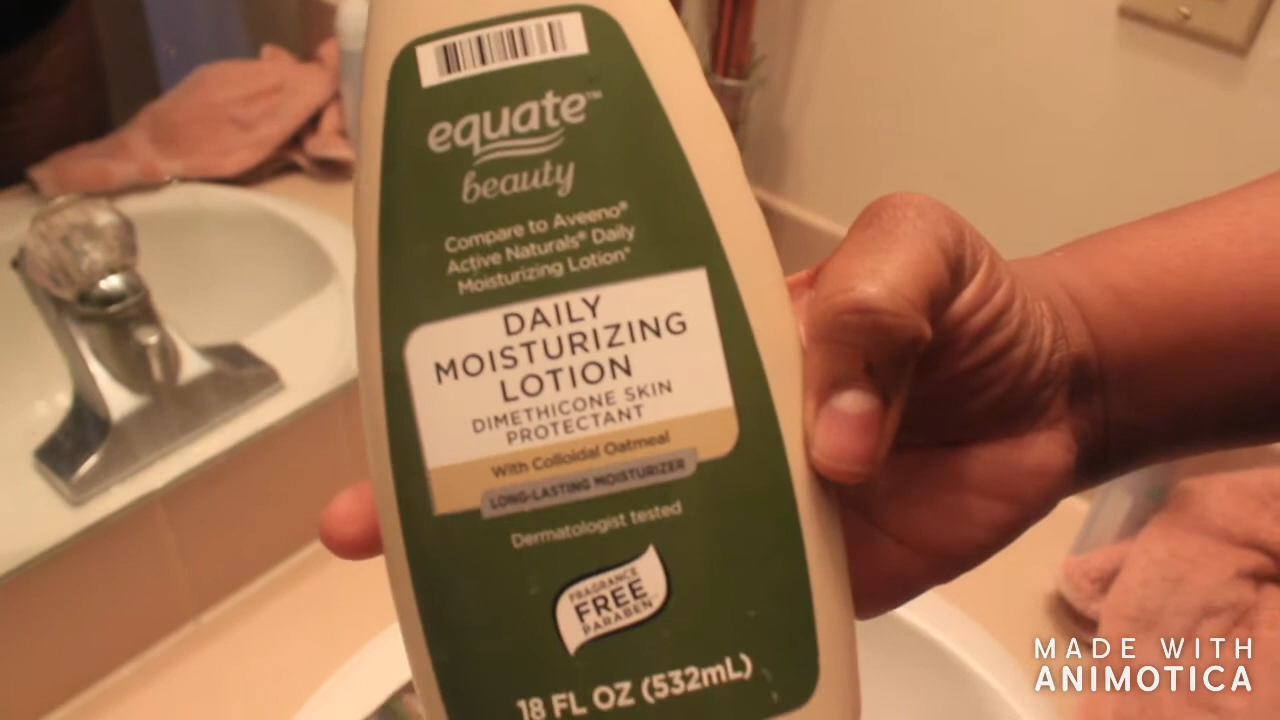 equate™
beauty
Compare to Aveeno®
Active Naturals® Daily
Moisturizing Lotion*
DAILY
MOISTURIZING
LOTION
DIMETHICONE SKIN
PROTECTANT
With Colloidal Oatmeal
LONG-LASTING MOISTURIZER
Dermatologist tested
FRAGRANCE
FREE
PARABEN
18 FL OZ (532mL)
MADE WITH
ANIMOTICA